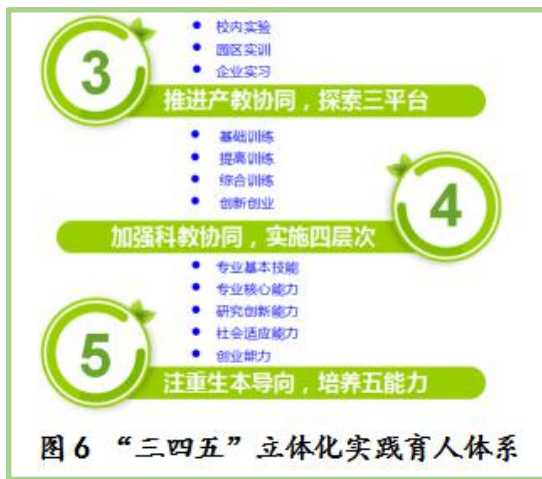 3
校内实验
园区实训
企业实习
推进产教协同，探索三平台
基础训练
提高训练
综合训练
创新创业
4
加强科教协同，实施四层次
专业基本技能
专业核心能力
研究创新能力
社会适应能力
创业能力
5
注重生本导向，培养五能力
图6 “三四五”立体化实践育人体系